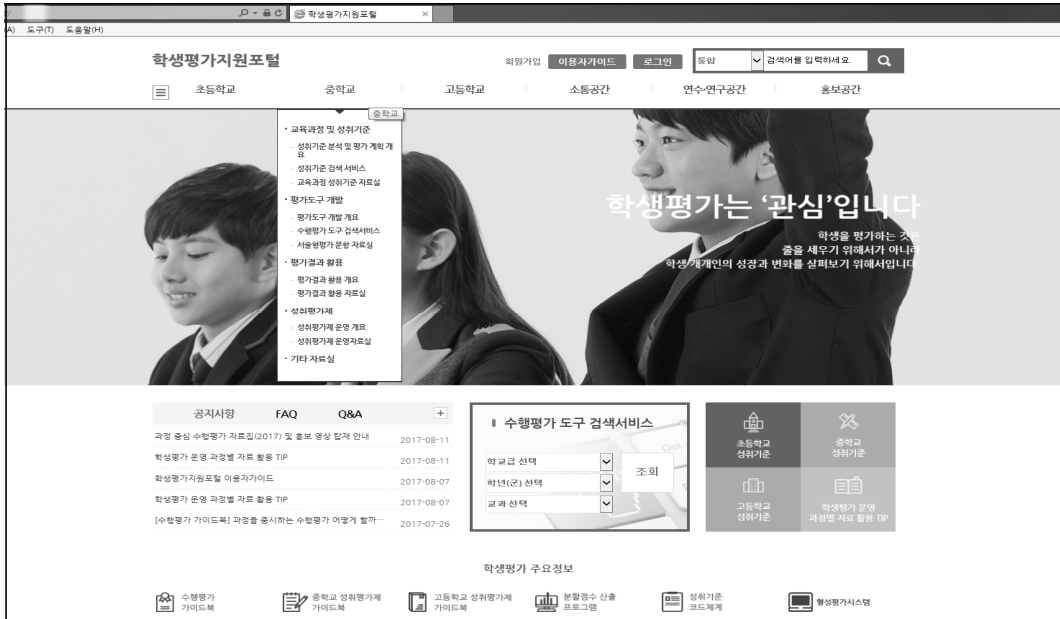 학생평가지원포털
(A) 도구(T) 도움말(H)
학생평가지원포털
회원가입 이용자가이드 로그인 통합 검색어를 입력하세요.
초등학교 중학교 고등학교 소통공간 연수·연구공간 홍보공간
중학교
· 교육과정 및 성취기준
· 성취기준 분석 및 평가 계획 개
요
· 성취기준 검색 서비스
· 교육과정 성취기준 자료실
· 평가도구 개발
· 평가도구 개발 개요
· 수행평가 도구 검색서비스
· 서술형평가 문항 자료실
· 평가결과 활용
· 평가결과 활용 개요
· 평가결과 활용 자료실
· 성취평가제
· 성취평가제 운영 개요
· 성취평가제 운영자료실
· 기타 자료실
학생평가는 ‘관심’입니다
학생을 평가하는 것은
줄을 세우기 위해서가 아니라
학생 개개인의 성장과 변화를 살펴보기 위해서입니다.
공지사항 FAQ Q&A +
과정 중심 수행평가 자료집(2017) 및 홍보 영상 탑재 안내 2017-08-11
학생평가 운영 과정별 자료 활용 TIP 2017-08-11
학생평가지원포털 이용자가이드 2017-08-07
학생평가 운영 과정별 자료 활용 TIP 2017-08-07
[수행평가 가이드북] 과정을 중시하는 수행평가 어떻게 할까··· 2017-07-26
수행평가 도구 검색서비스
학교급 선택
학년(군) 선택
교과선택
조회
초등학교
성취기준
중학교
성취기준
고등학교
성취기준
학생평가 운영
과정별 자료 활용 TIP
학생평가 주요정보
수행평가
가이드북
중학교 성취평가제
가이드북
고등학교 성취평가제
가이드북
분할점수 산출
프로그램
성취기준
코드체계
형성평가시스템